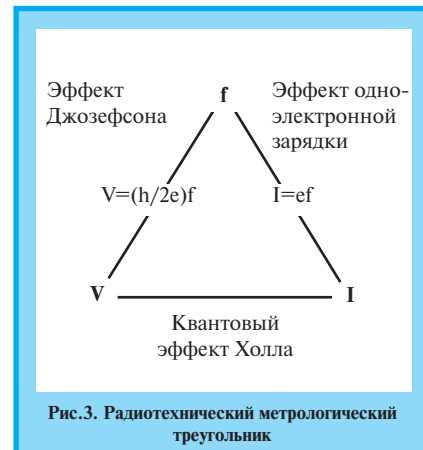 Эффект
Джозефсона
f
Эффект одно-
электронной
зарядки
V=(h/2e)f
I=ef
V
I
Квантовый
эффект Холла
Рис.3. Радиотехнический метрологический
треугольник